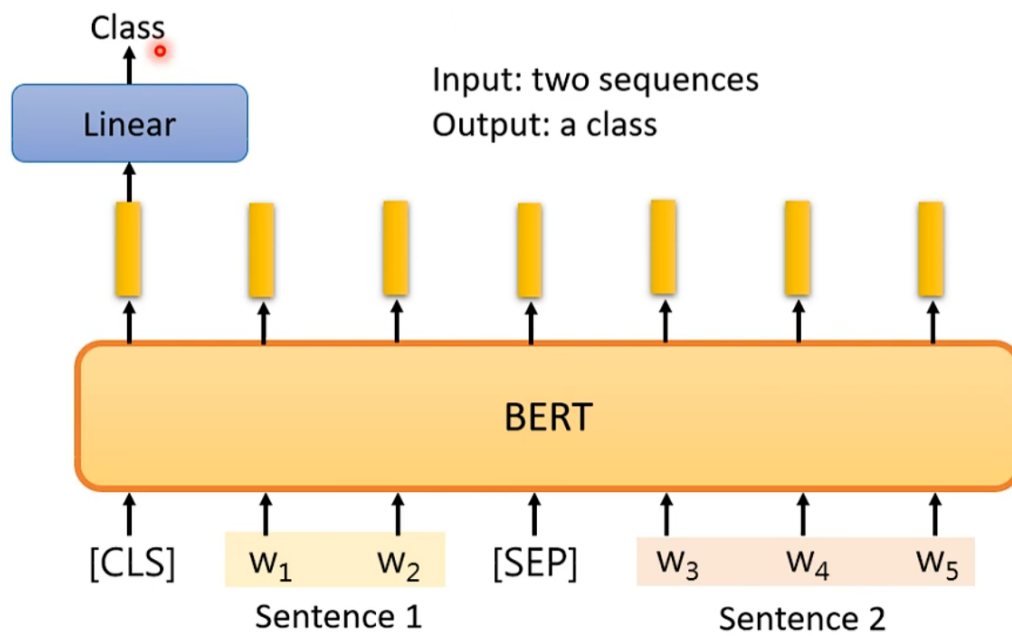 Class
Linear
Input: two sequences
Output: a class
BERT
[CLS] w₁ w₂ [SEP] w₃ w₄ w₅
Sentence 1 Sentence 2